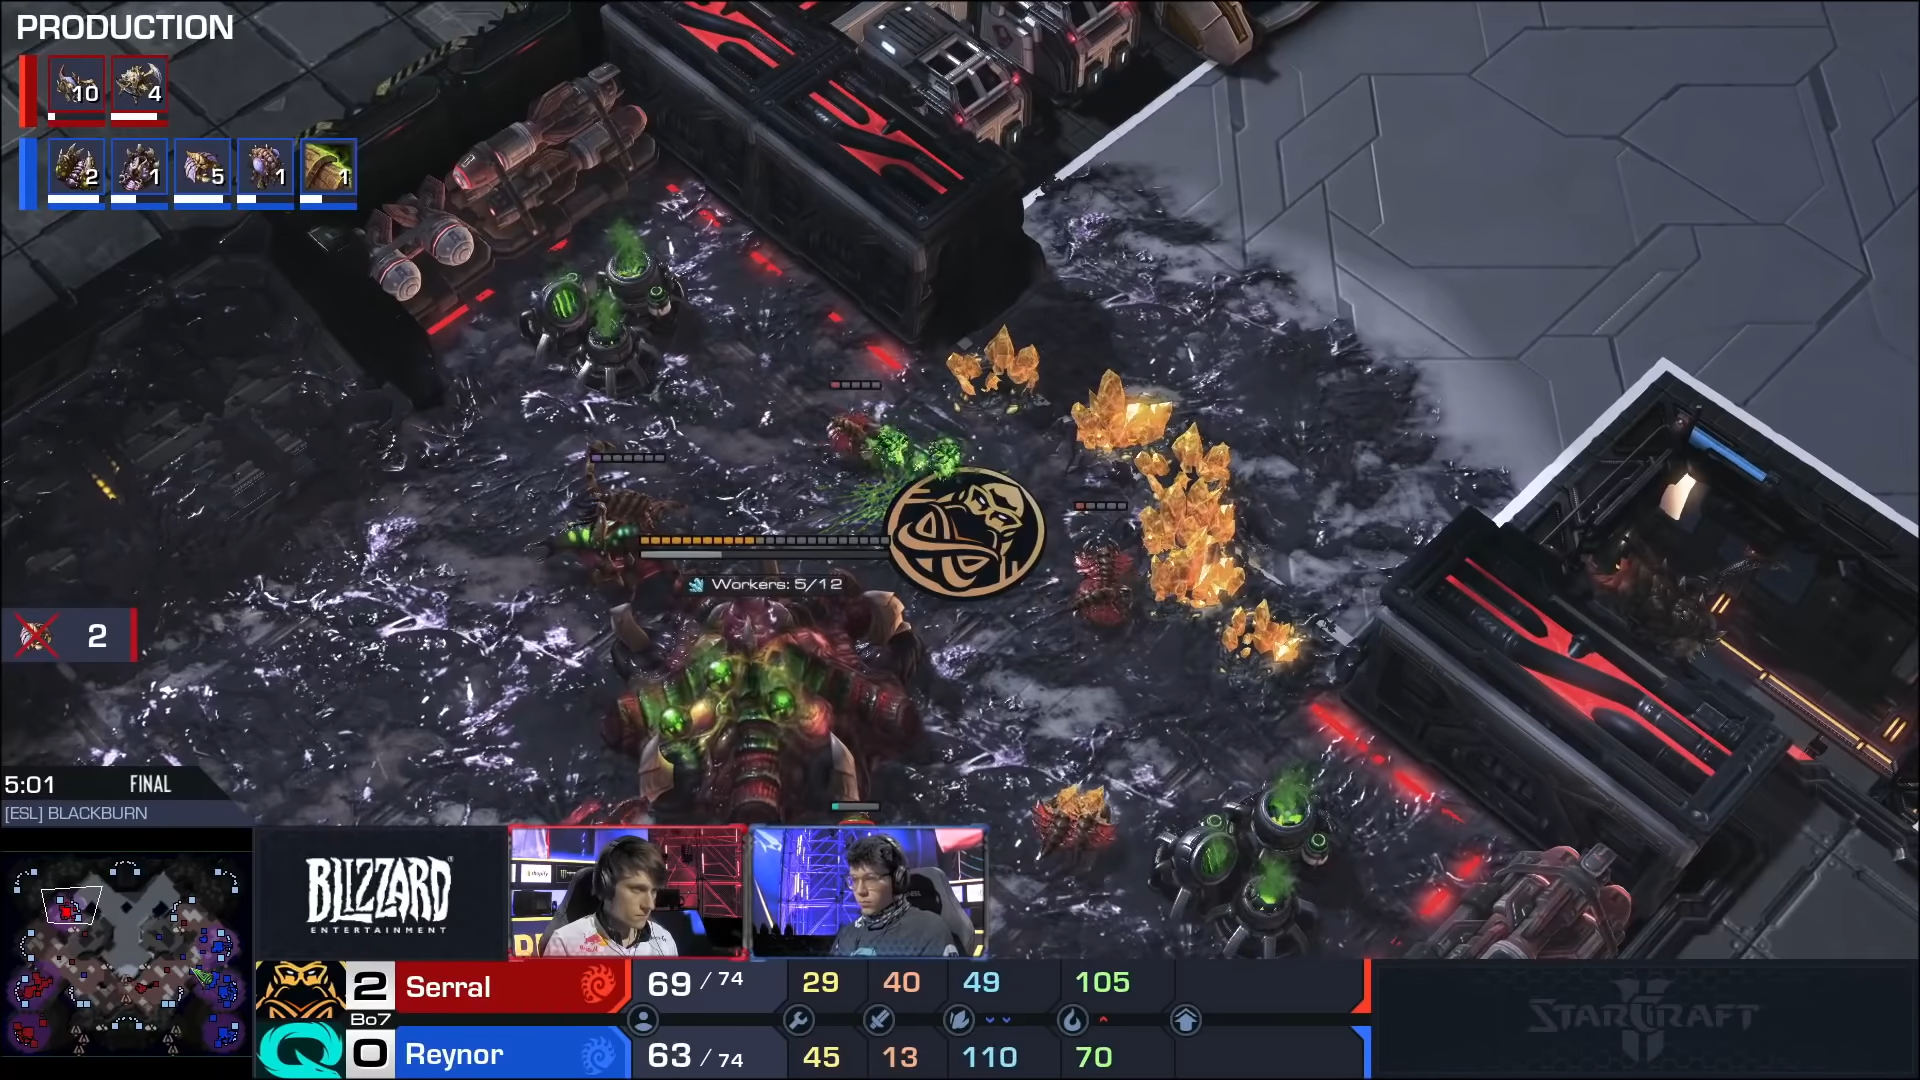 PRODUCTION
10 4
2 1 5 1 1
Workers: 5/12
2
5:01 FINAL
[ESL] BLACKBURN
BLIZZARD
ENTERTAINMENT
2 Serral 69 / 74 29 40 49 105
Bo7
0 Reynor 63 / 74 45 13 110 70
STARCRAFT
II